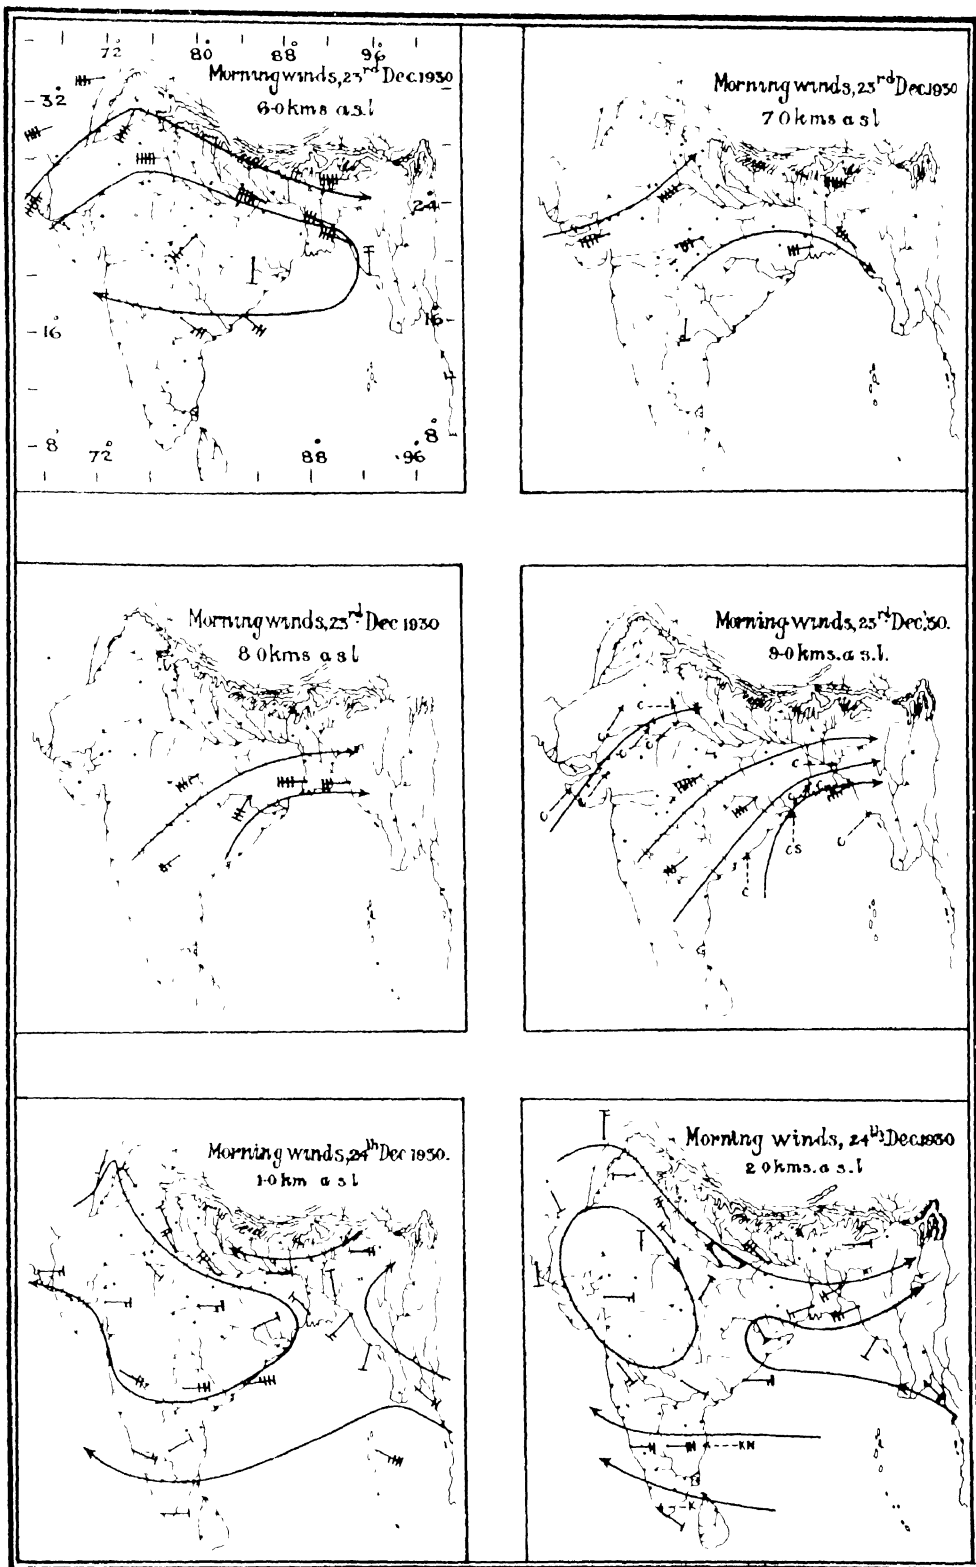 72° 80 88° 96°
Morning winds, 23rd Dec. 1930
6·0 kms a.s.l
32°
24°
16° 16°
8° 8°
72° 88° 96°
Morning winds, 23rd Dec. 1930
7 0 kms a s l
Morning winds, 23rd Dec 1930
8 0 kms a s l
Morning winds, 23rd Dec.'30.
9·0 kms. a s.l.
C
C
C
C
C
C
C
CS
C
Morning winds, 24th Dec 1930.
1·0 km a s l
Morning winds, 24th Dec 1930
2 0 kms. a. s. l
KN
K